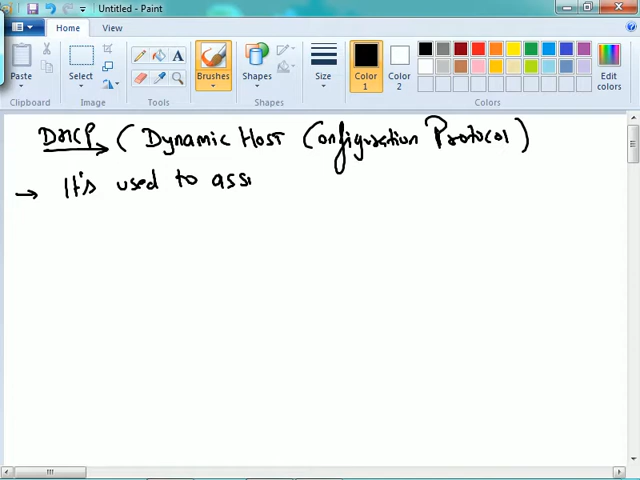 Untitled - Paint
Home View
Paste
Select
Brushes
Shapes
Size
Color 1
Color 2
Edit colors
Clipboard Image Tools Shapes Colors
DHCP (Dynamic Host Configuration Protocol)
→ It's used to assi